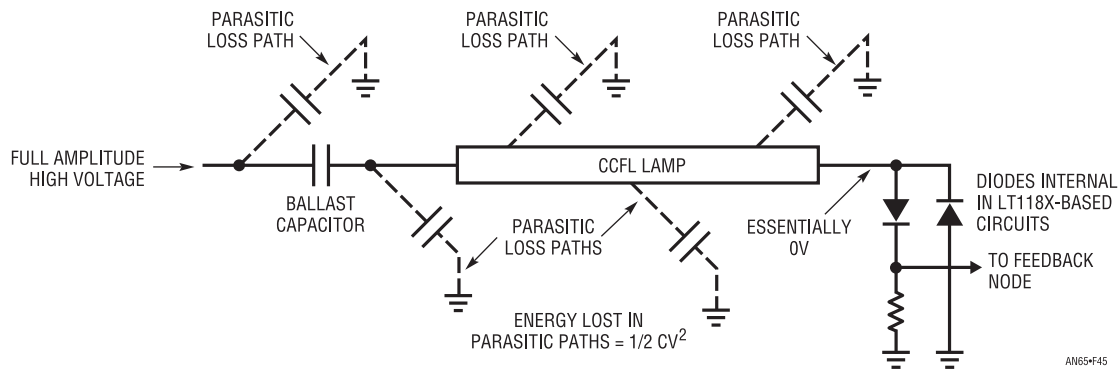 PARASITIC
LOSS PATH
PARASITIC
LOSS PATH
PARASITIC
LOSS PATH
FULL AMPLITUDE
HIGH VOLTAGE
BALLAST
CAPACITOR
CCFL LAMP
PARASITIC
LOSS PATHS
ESSENTIALLY
0V
DIODES INTERNAL
IN LT118X-BASED
CIRCUITS
TO FEEDBACK
NODE
ENERGY LOST IN
PARASITIC PATHS = 1/2 CV²
AN65•F45